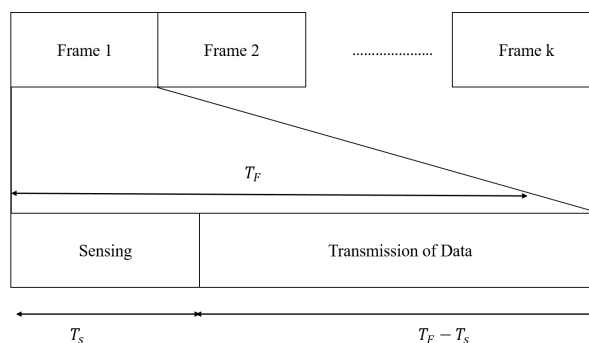 Frame 1 Frame 2 ..................... Frame k
T_F
Sensing Transmission of Data
T_s T_F − T_s